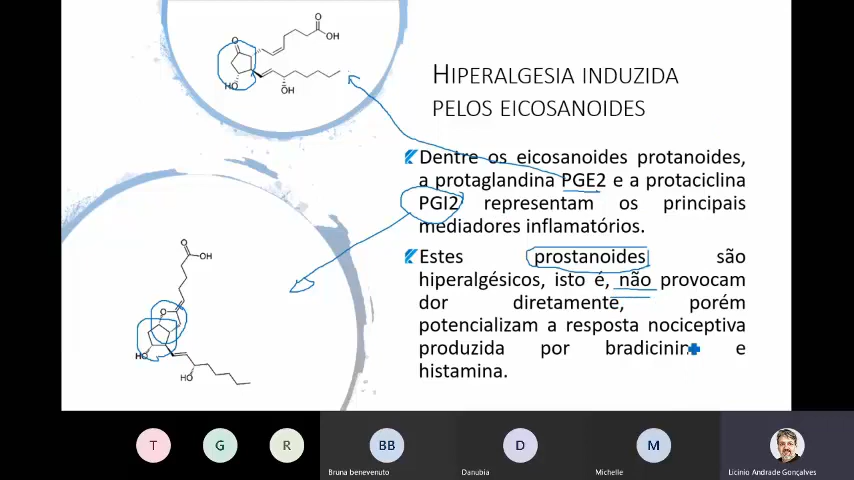 O
OH
O
HO
OH
HIPERALGESIA INDUZIDA
PELOS EICOSANOIDES
Dentre os eicosanoides protanoides,
a protaglandina PGE2 e a protaciclina
PGI2 representam os principais
mediadores inflamatórios.
Estes prostanoides são
hiperalgésicos, isto é, não provocam
dor diretamente, porém
potencializam a resposta nociceptiva
produzida por bradicinina e
histamina.
O
OH
O
HO
HO
T
G
R
BB
D
M
Bruna benevenuto
Danubia
Michelle
Licinio Andrade Gonçalves